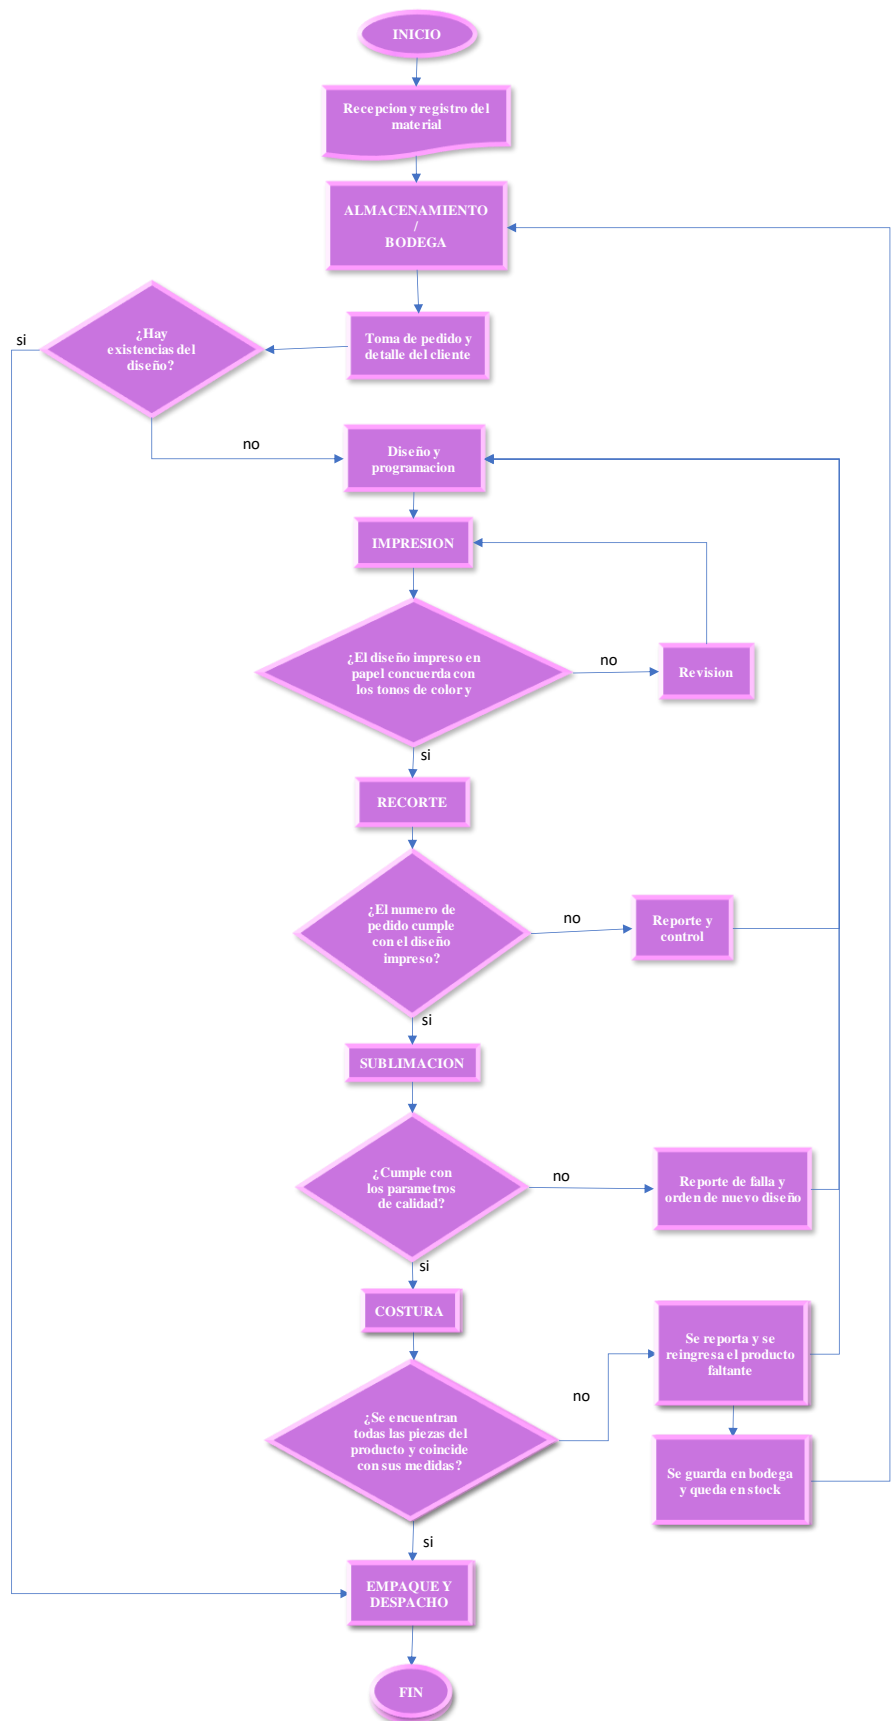 INICIO
Recepcion y registro del
material
ALMACENAMIENTO
/
BODEGA
si
¿Hay
existencias del
diseño?
Toma de pedido y
detalle del cliente
no
Diseño y
programacion
IMPRESION
¿El diseño impreso en
papel concuerda con
los tonos de color y
no
Revision
si
RECORTE
¿El numero de
pedido cumple
con el diseño
impreso?
no
Reporte y
control
si
SUBLIMACION
¿Cumple con
los parametros
de calidad?
no
Reporte de falla y
orden de nuevo diseño
si
COSTURA
Se reporta y se
reingresa el producto
faltante
no
¿Se encuentran
todas las piezas del
producto y coincide
con sus medidas?
Se guarda en bodega
y queda en stock
si
EMPAQUE Y
DESPACHO
FIN